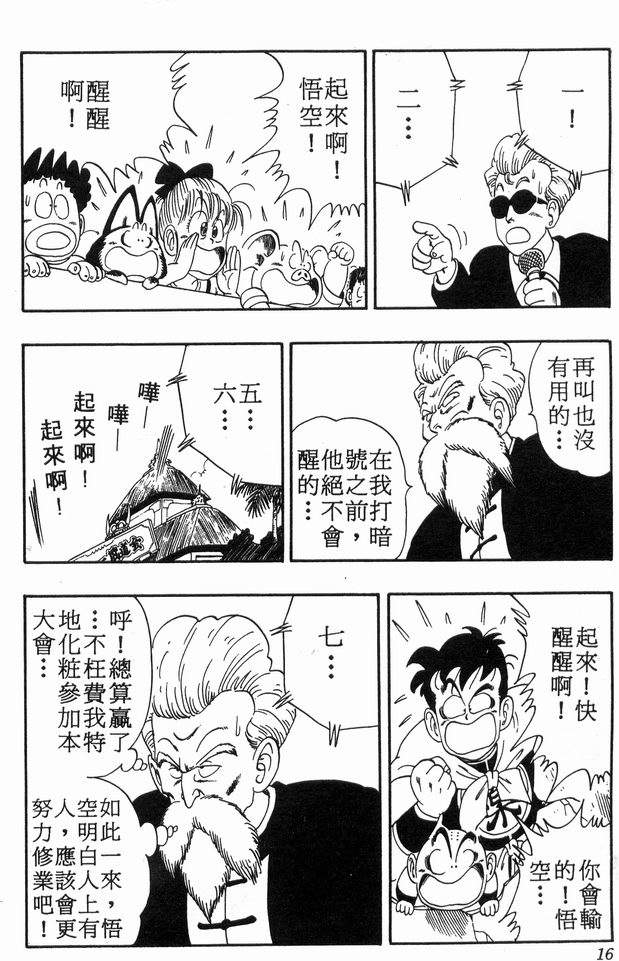 一！
二…
起來啊！
悟空！
醒醒
啊！
再叫也沒
有用的…
在我打暗
號之前，
他絕不會
醒的…
五…
六…
嘩—
嘩—
起來啊！
起來啊！
起來！快
醒醒啊！
你會輸
的！悟
空…
七…
呼！總算贏了
…不枉費我特
地化粧參加本
大會…
如此一來，悟
空明白人上有
人，應該會更
努力修業吧！
16